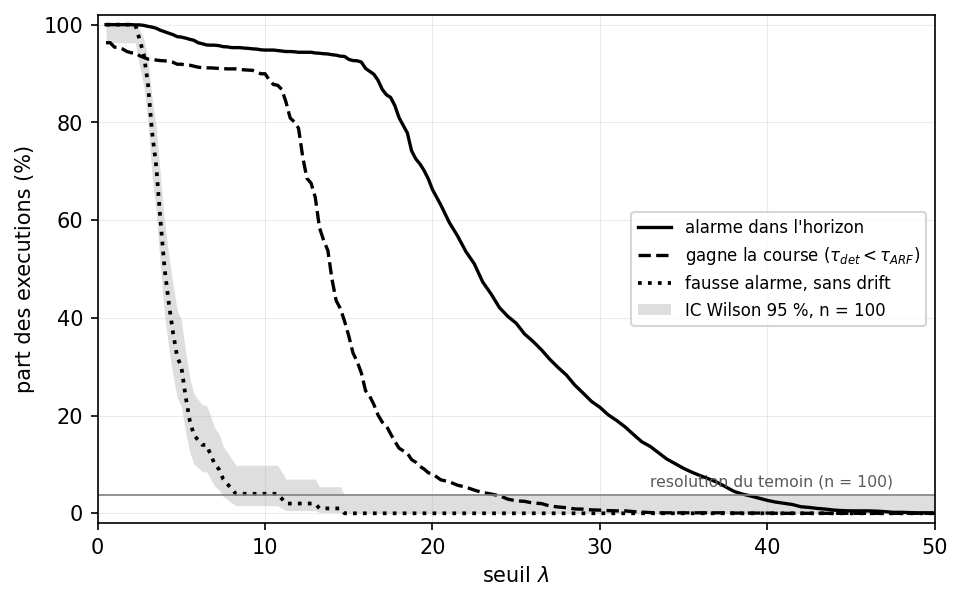 part des executions (%)
100
80
60
40
20
0
alarme dans l'horizon
gagne la course (τ_det < τ_ARF)
fausse alarme, sans drift
IC Wilson 95 %, n = 100
resolution du temoin (n = 100)
0 10 20 30 40 50
seuil λ